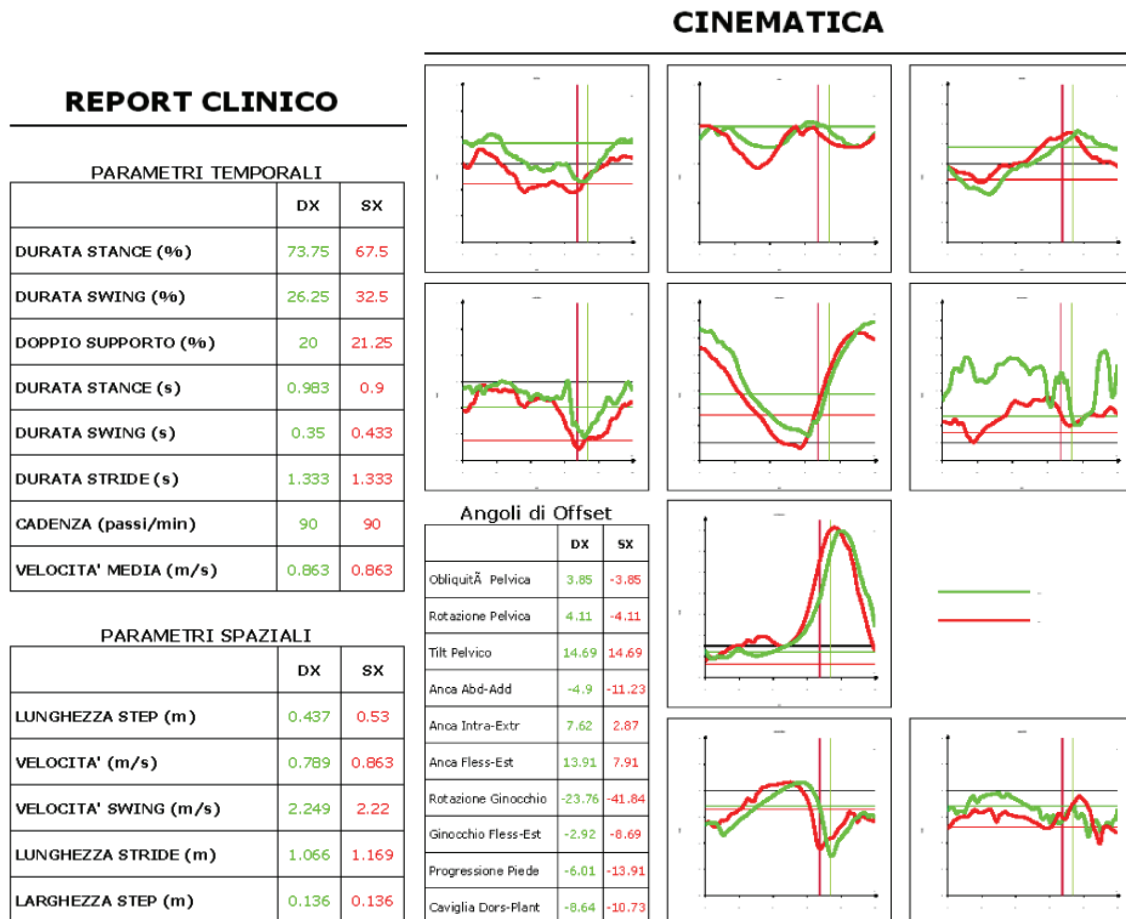 REPORT CLINICO
PARAMETRI TEMPORALI
DX SX
DURATA STANCE (%) 73.75 67.5
DURATA SWING (%) 26.25 32.5
DOPPIO SUPPORTO (%) 20 21.25
DURATA STANCE (s) 0.983 0.9
DURATA SWING (s) 0.35 0.433
DURATA STRIDE (s) 1.333 1.333
CADENZA (passi/min) 90 90
VELOCITA' MEDIA (m/s) 0.863 0.863
PARAMETRI SPAZIALI
DX SX
LUNGHEZZA STEP (m) 0.437 0.53
VELOCITA' (m/s) 0.789 0.863
VELOCITA' SWING (m/s) 2.249 2.22
LUNGHEZZA STRIDE (m) 1.066 1.169
LARGHEZZA STEP (m) 0.136 0.136
CINEMATICA
Angoli di Offset
DX SX
ObliquitÃ Pelvica 3.85 -3.85
Rotazione Pelvica 4.11 -4.11
Tilt Pelvico 14.69 14.69
Anca Abd-Add -4.9 -11.23
Anca Intra-Extr 7.62 2.87
Anca Fless-Est 13.91 7.91
Rotazione Ginocchio -23.76 -41.84
Ginocchio Fless-Est -2.92 -8.69
Progressione Piede -6.01 -13.91
Caviglia Dors-Plant -8.64 -10.73